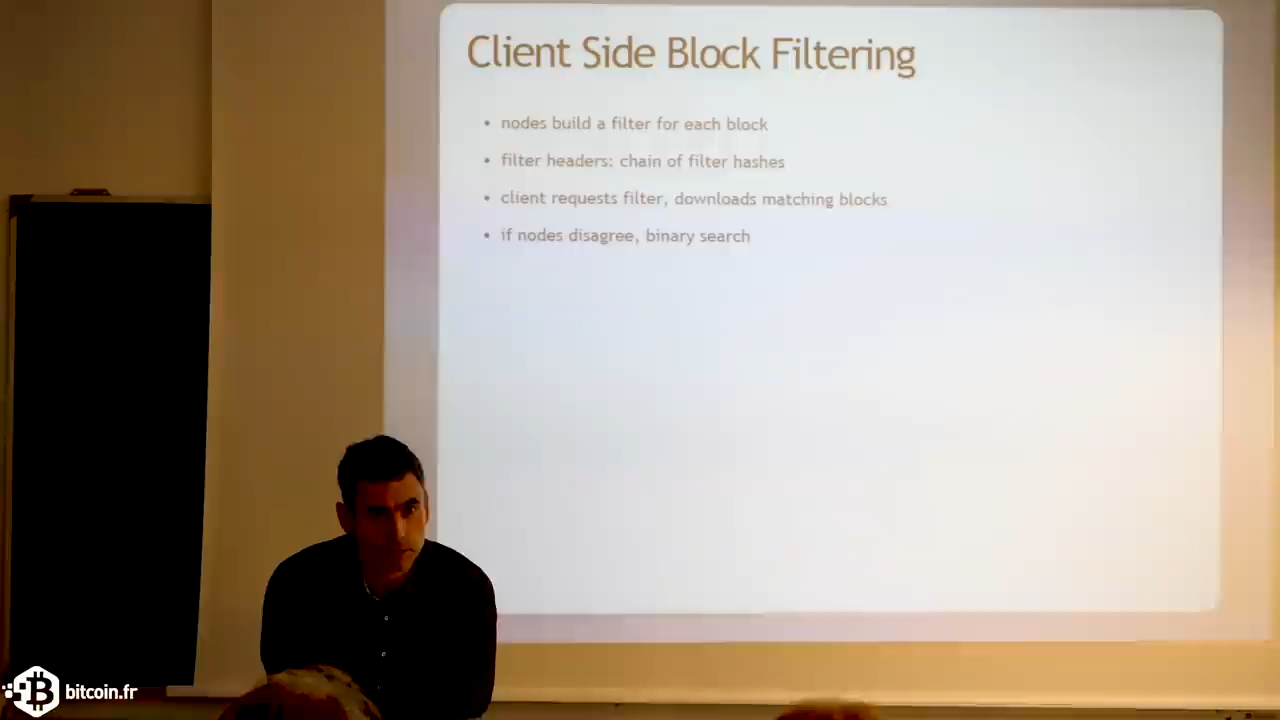 Client Side Block Filtering
• nodes build a filter for each block
• filter headers: chain of filter hashes
• client requests filter, downloads matching blocks
• if nodes disagree, binary search
bitcoin.fr